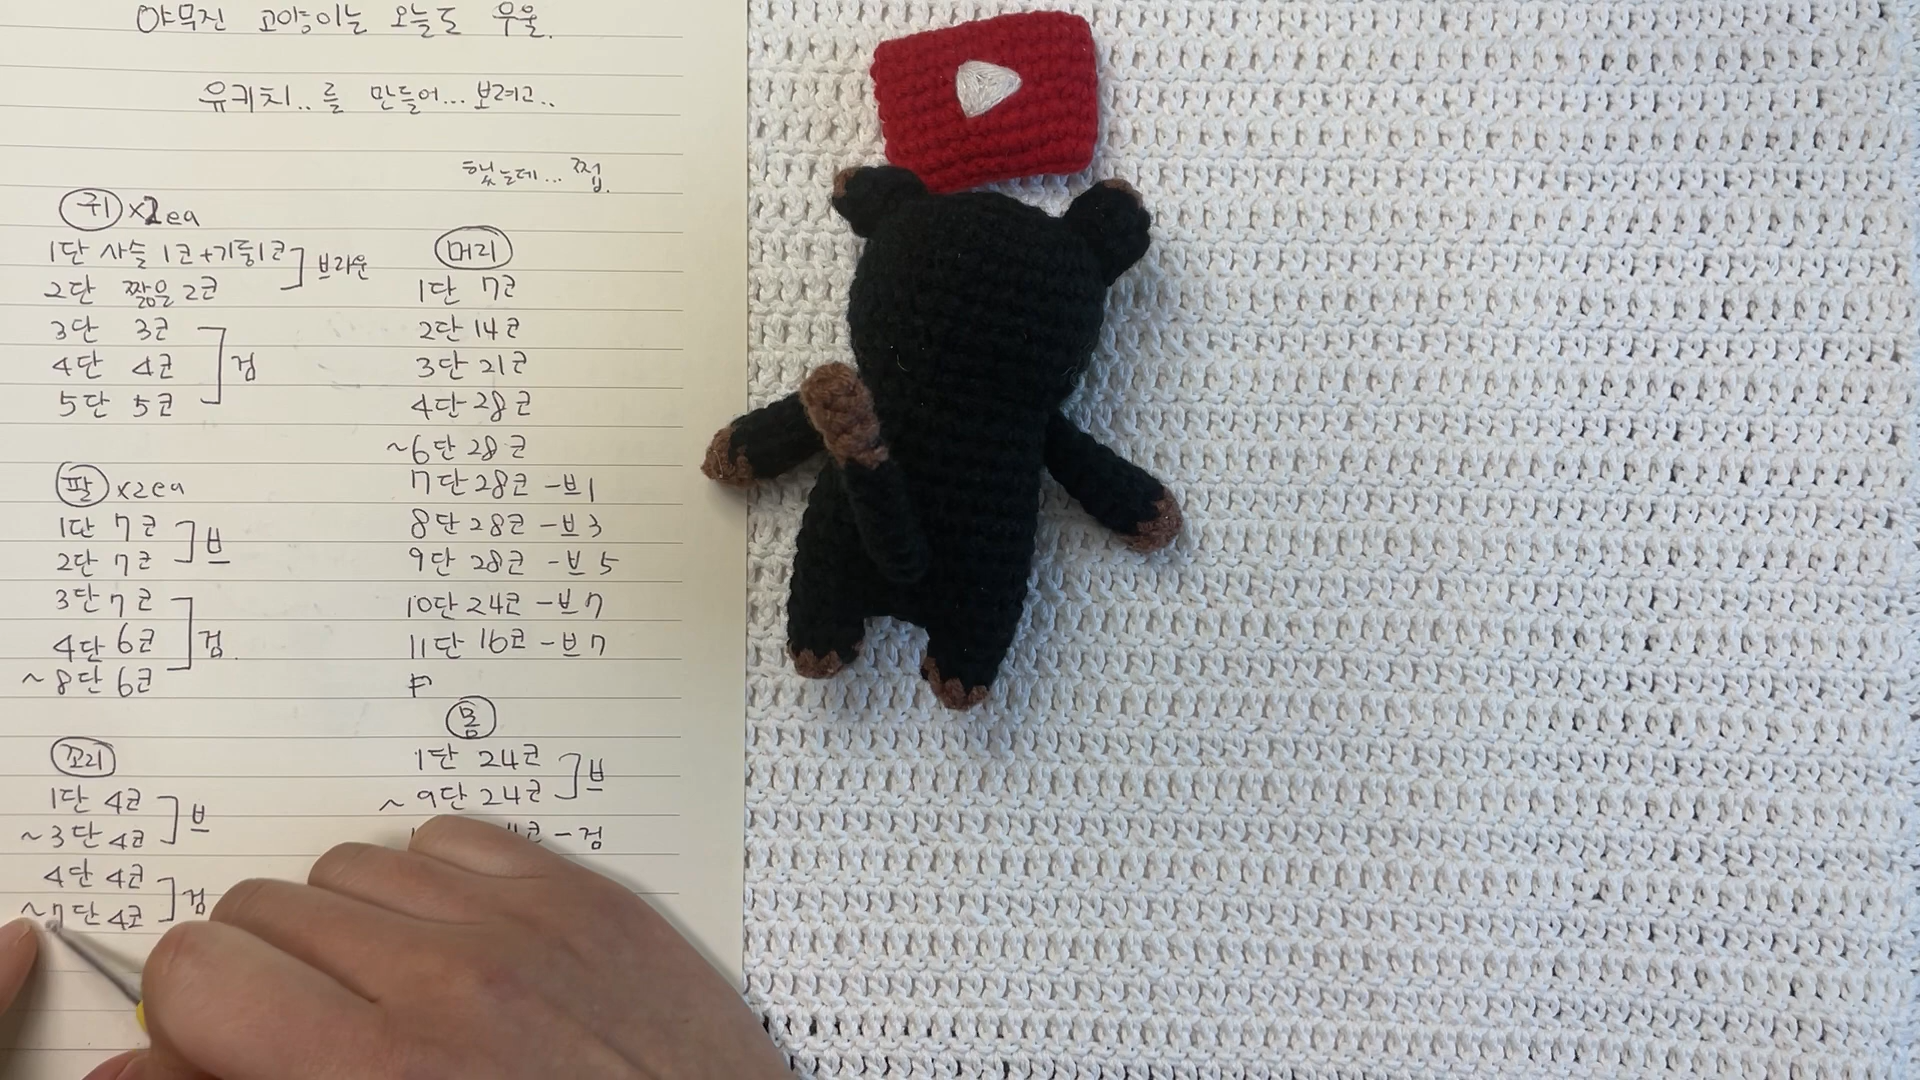 야무진 고양이는 오늘도 우울.
유키치..를 만들어...보려고..
했는데... 쩝.
귀 x2ea
1단 사슬 1코+기둥1코
2단 짧은 2코
브라운
3단 3코
4단 4코
5단 5코
검
팔 x2ea
1단 7코
2단 7코
브
3단 7코
4단 6코
~8단 6코
검.
꼬리
1단 4코
~3단 4코
브
4단 4코
~7단 4코
검
머리
1단 7코
2단 14코
3단 21코
4단 28코
~6단 28코
7단 28코 -브1
8단 28코 -브3
9단 28코 -브5
10단 24코 -브7
11단 16코 -브7
몸
1단 24코
~9단 24코
브
코 -검